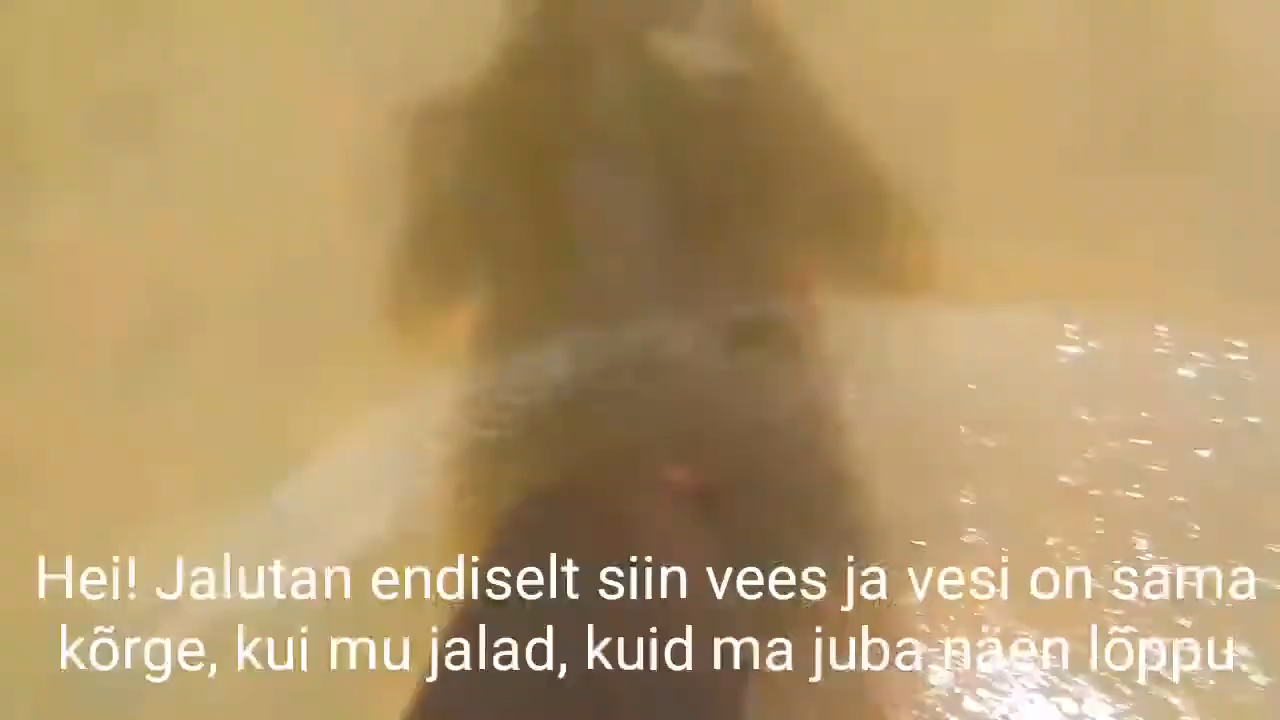 Hei! Jalutan endiselt siin vees ja vesi on sama
kõrge, kui mu jalad, kuid ma juba näen lõppu.